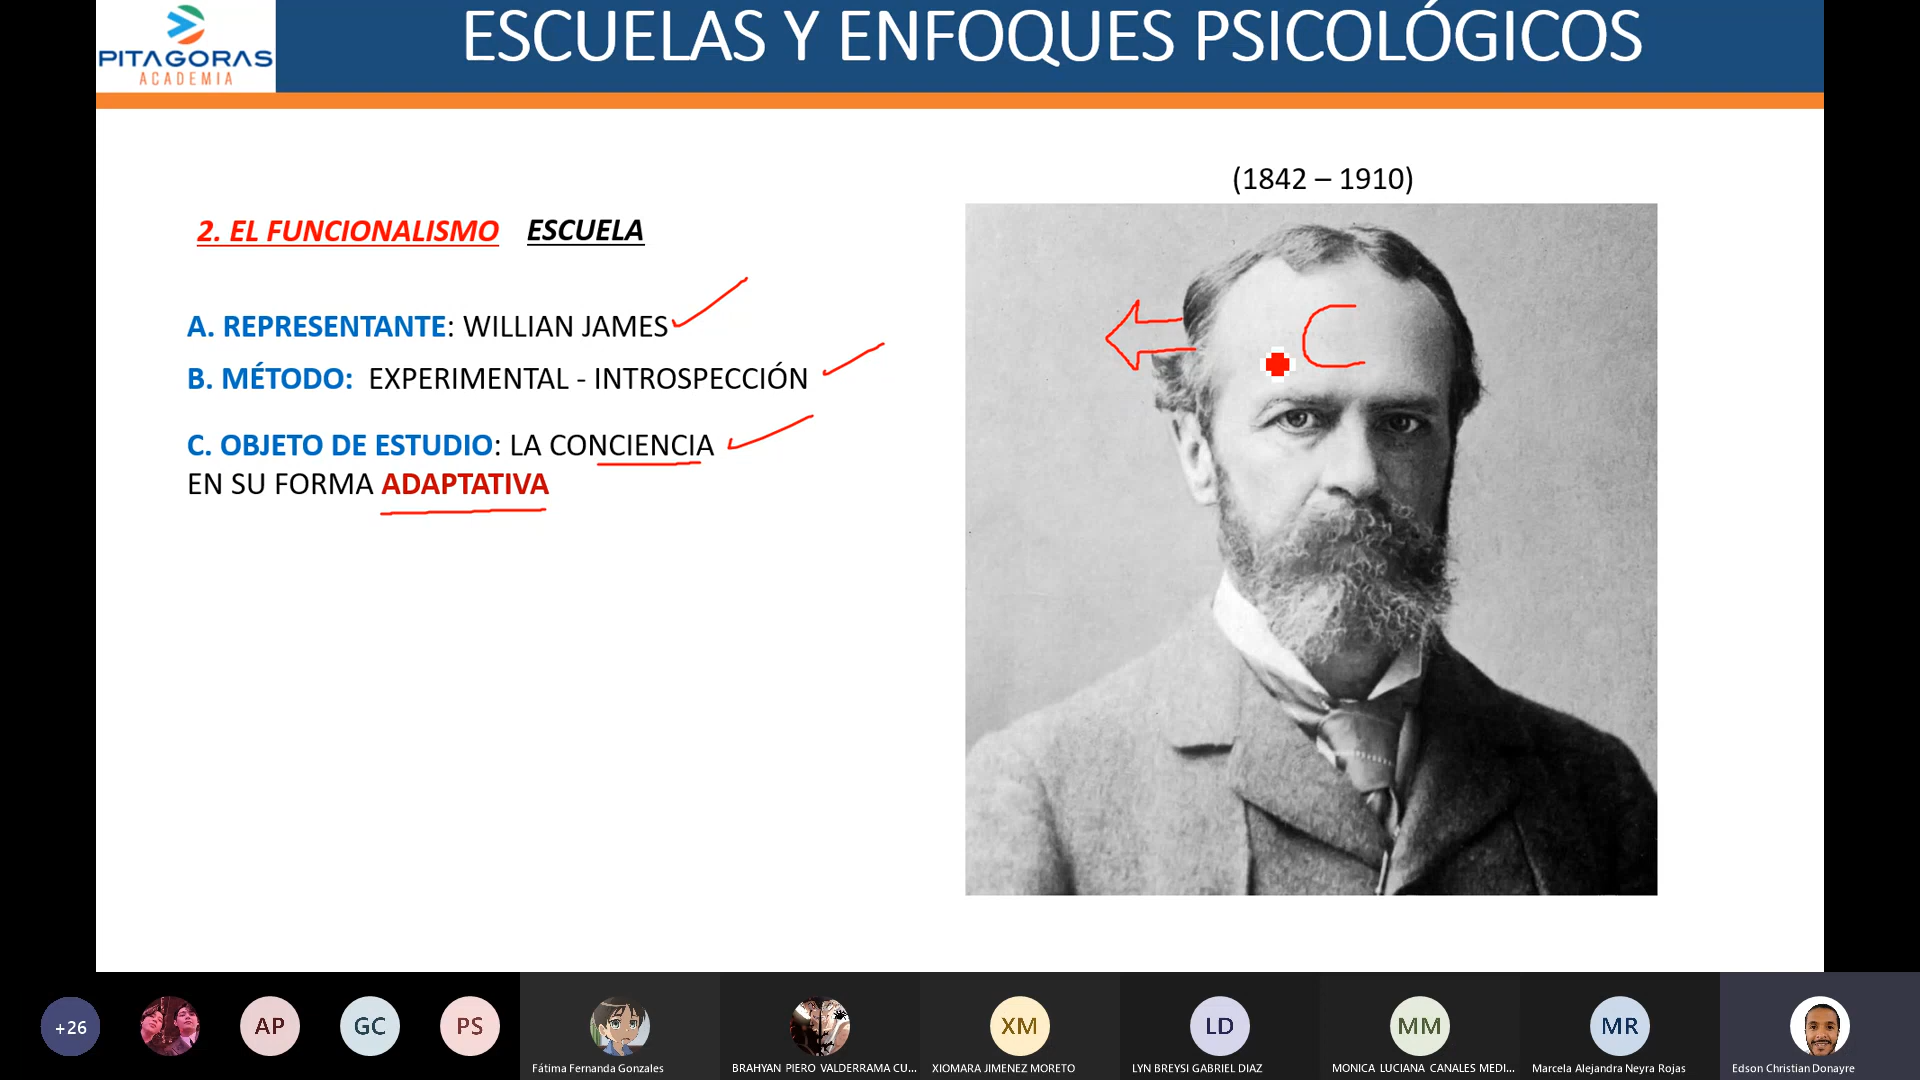 PITAGORAS
ACADEMIA
ESCUELAS Y ENFOQUES PSICOLÓGICOS
(1842 – 1910)
2. EL FUNCIONALISMO ESCUELA
A. REPRESENTANTE: WILLIAN JAMES
B. MÉTODO: EXPERIMENTAL - INTROSPECCIÓN
C. OBJETO DE ESTUDIO: LA CONCIENCIA
EN SU FORMA ADAPTATIVA
C
+26
AP
GC
PS
XM
LD
MM
MR
Fátima Fernanda Gonzales
BRAHYAN PIERO VALDERRAMA CU...
XIOMARA JIMENEZ MORETO
LYN BREYSI GABRIEL DIAZ
MONICA LUCIANA CANALES MEDI...
Marcela Alejandra Neyra Rojas
Edson Christian Donayre